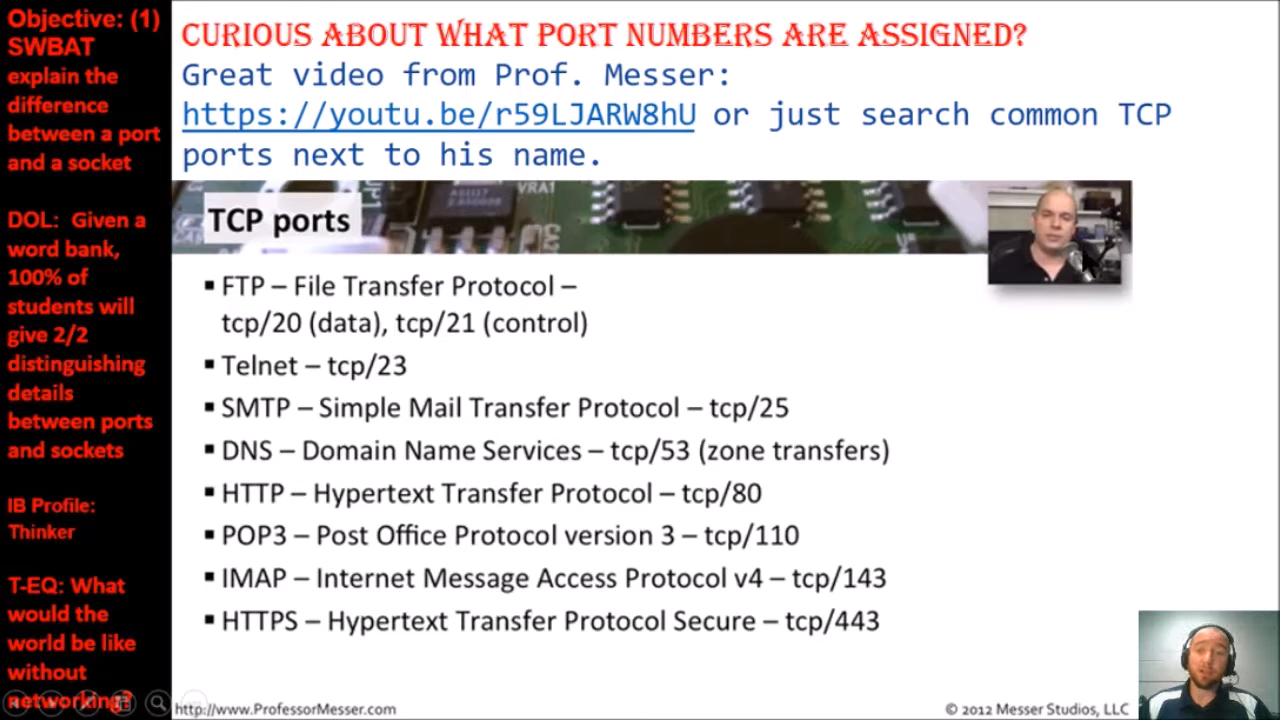 Objective: (1)
SWBAT
explain the
difference
between a port
and a socket
DOL: Given a
word bank,
100% of
students will
give 2/2
distinguishing
details
between ports
and sockets
IB Profile:
Thinker
T-EQ: What
would the
world be like
without
networking?
CURIOUS ABOUT WHAT PORT NUMBERS ARE ASSIGNED?
Great video from Prof. Messer:
https://youtu.be/r59LJARW8hU or just search common TCP
ports next to his name.
VRA1
TCP ports
▪ FTP – File Transfer Protocol –
tcp/20 (data), tcp/21 (control)
▪ Telnet – tcp/23
▪ SMTP – Simple Mail Transfer Protocol – tcp/25
▪ DNS – Domain Name Services – tcp/53 (zone transfers)
▪ HTTP – Hypertext Transfer Protocol – tcp/80
▪ POP3 – Post Office Protocol version 3 – tcp/110
▪ IMAP – Internet Message Access Protocol v4 – tcp/143
▪ HTTPS – Hypertext Transfer Protocol Secure – tcp/443
http://www.ProfessorMesser.com
© 2012 Messer Studios, LLC